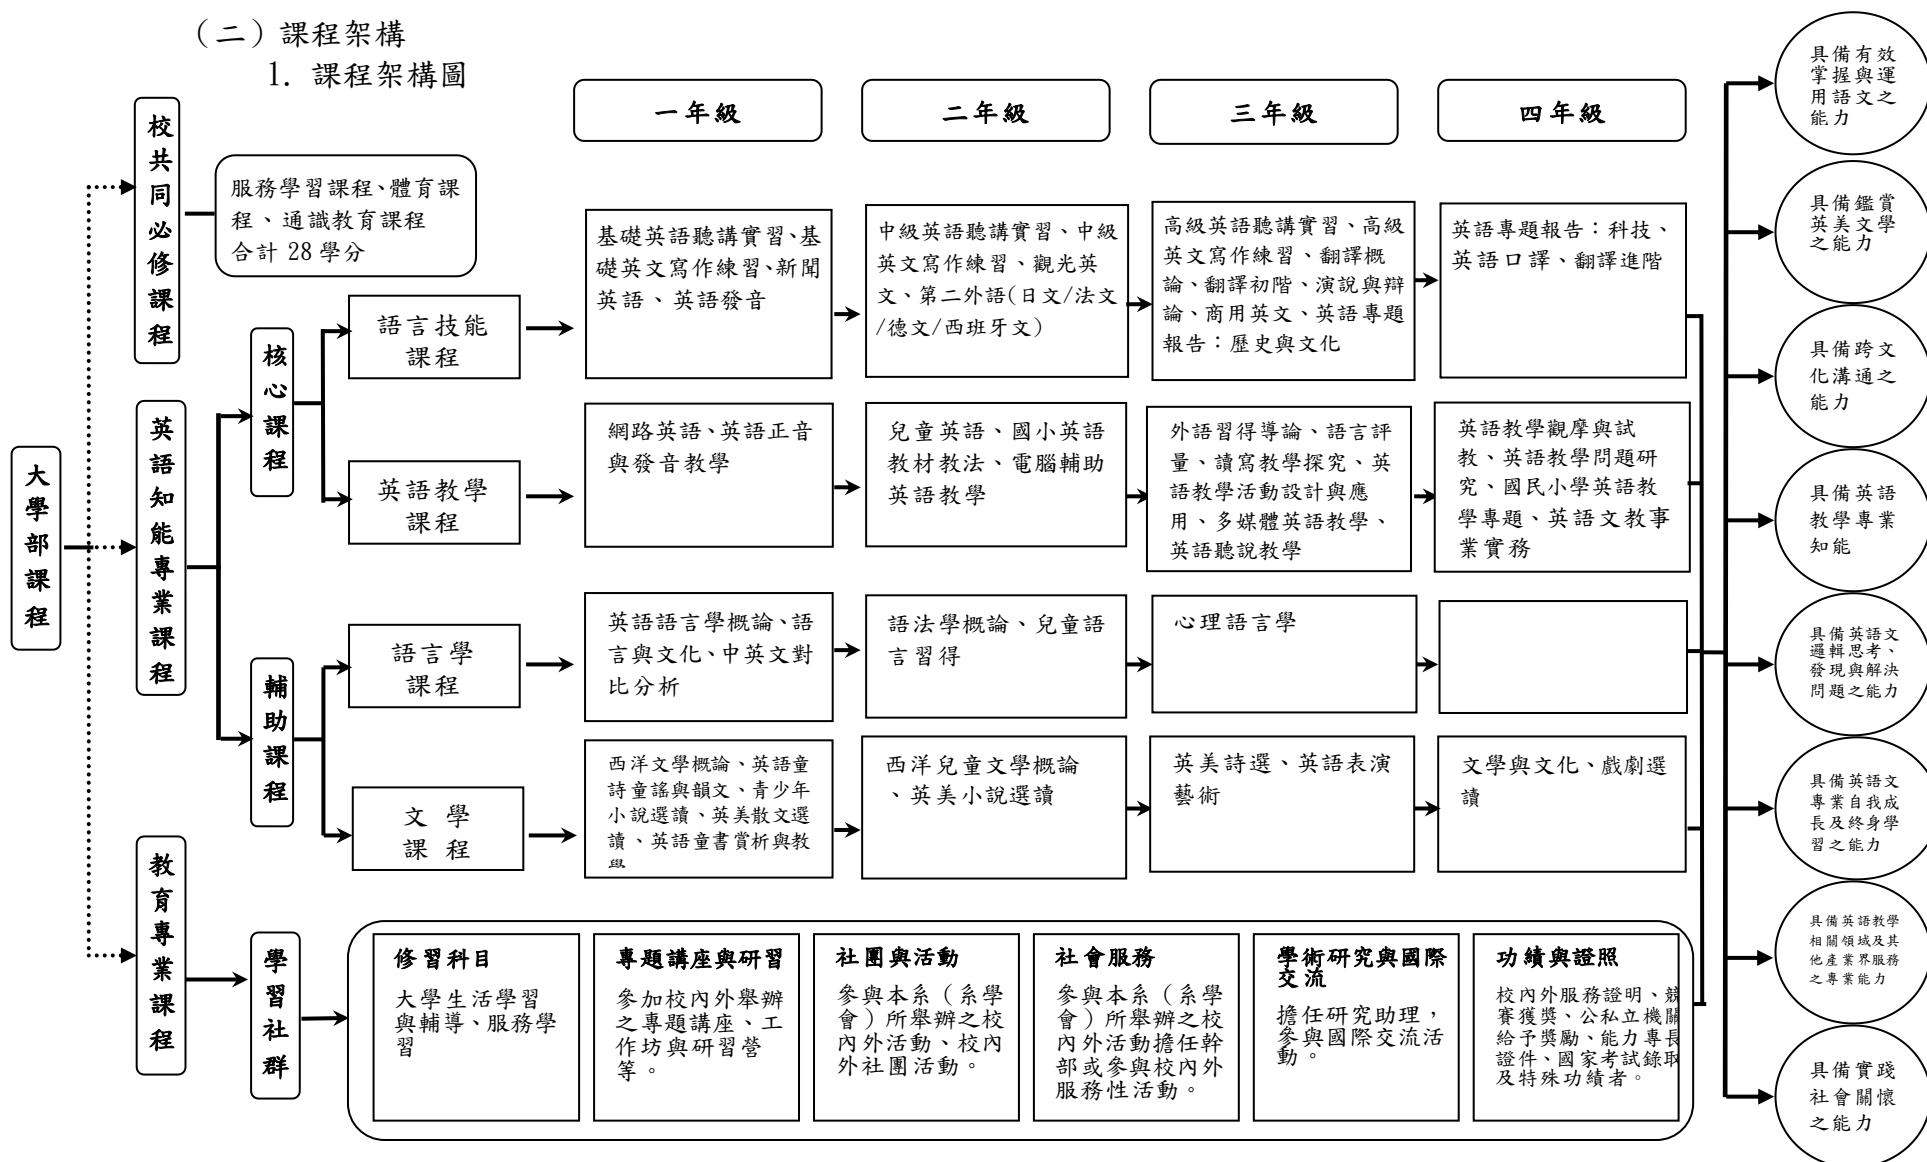 （二）課程架構
1. 課程架構圖
一年級
二年級
三年級
四年級
大學部課程
校共同必修課程
服務學習課程、體育課
程、通識教育課程
合計 28 學分
英語知能專業課程
核心課程
語言技能
課程
基礎英語聽講實習、基
礎英文寫作練習、新聞
英語、英語發音
中級英語聽講實習、中級
英文寫作練習、觀光英
文、第二外語(日文/法文
/德文/西班牙文)
高級英語聽講實習、高級
英文寫作練習、翻譯概
論、翻譯初階、演說與辯
論、商用英文、英語專題
報告：歷史與文化
英語專題報告：科技、
英語口譯、翻譯進階
英語教學
課程
網路英語、英語正音
與發音教學
兒童英語、國小英語
教材教法、電腦輔助
英語教學
外語習得導論、語言評
量、讀寫教學探究、英
語教學活動設計與應
用、多媒體英語教學、
英語聽說教學
英語教學觀摩與試
教、英語教學問題研
究、國民小學英語教
學專題、英語文教事
業實務
輔助課程
語言學
課程
英語語言學概論、語
言與文化、中英文對
比分析
語法學概論、兒童語
言習得
心理語言學
文 學
課 程
西洋文學概論、英語童
詩童謠與韻文、青少年
小說選讀、英美散文選
讀、英語童書賞析與教
學
西洋兒童文學概論
、英美小說選讀
英美詩選、英語表演
藝術
文學與文化、戲劇選
讀
教育專業課程
學習社群
修習科目
大學生活學習
與輔導、服務學
習
專題講座與研習
參加校內外舉辦
之專題講座、工
作坊與研習營
等。
社團與活動
參與本系（系學
會）所舉辦之校
內外活動、校內
外社團活動。
社會服務
參與本系（系學
會）所舉辦之校
內外活動擔任幹
部或參與校內外
服務性活動。
學術研究與國際
交流
擔任研究助理，
參與國際交流活
動。
功績與證照
校內外服務證明、競
賽獲獎、公私立機關
給予獎勵、能力專長
證件、國家考試錄取
及特殊功績者。
具備有效
掌握與運
用語文之
能力
具備鑑賞
英美文學
之能力
具備跨文
化溝通之
能力
具備英語
教學專業
知能
具備英語文
邏輯思考、
發現與解決
問題之能力
具備英語文
專業自我成
長及終身學
習之能力
具備英語教學
相關領域及其
他產業界服務
之專業能力
具備實踐
社會關懷
之能力